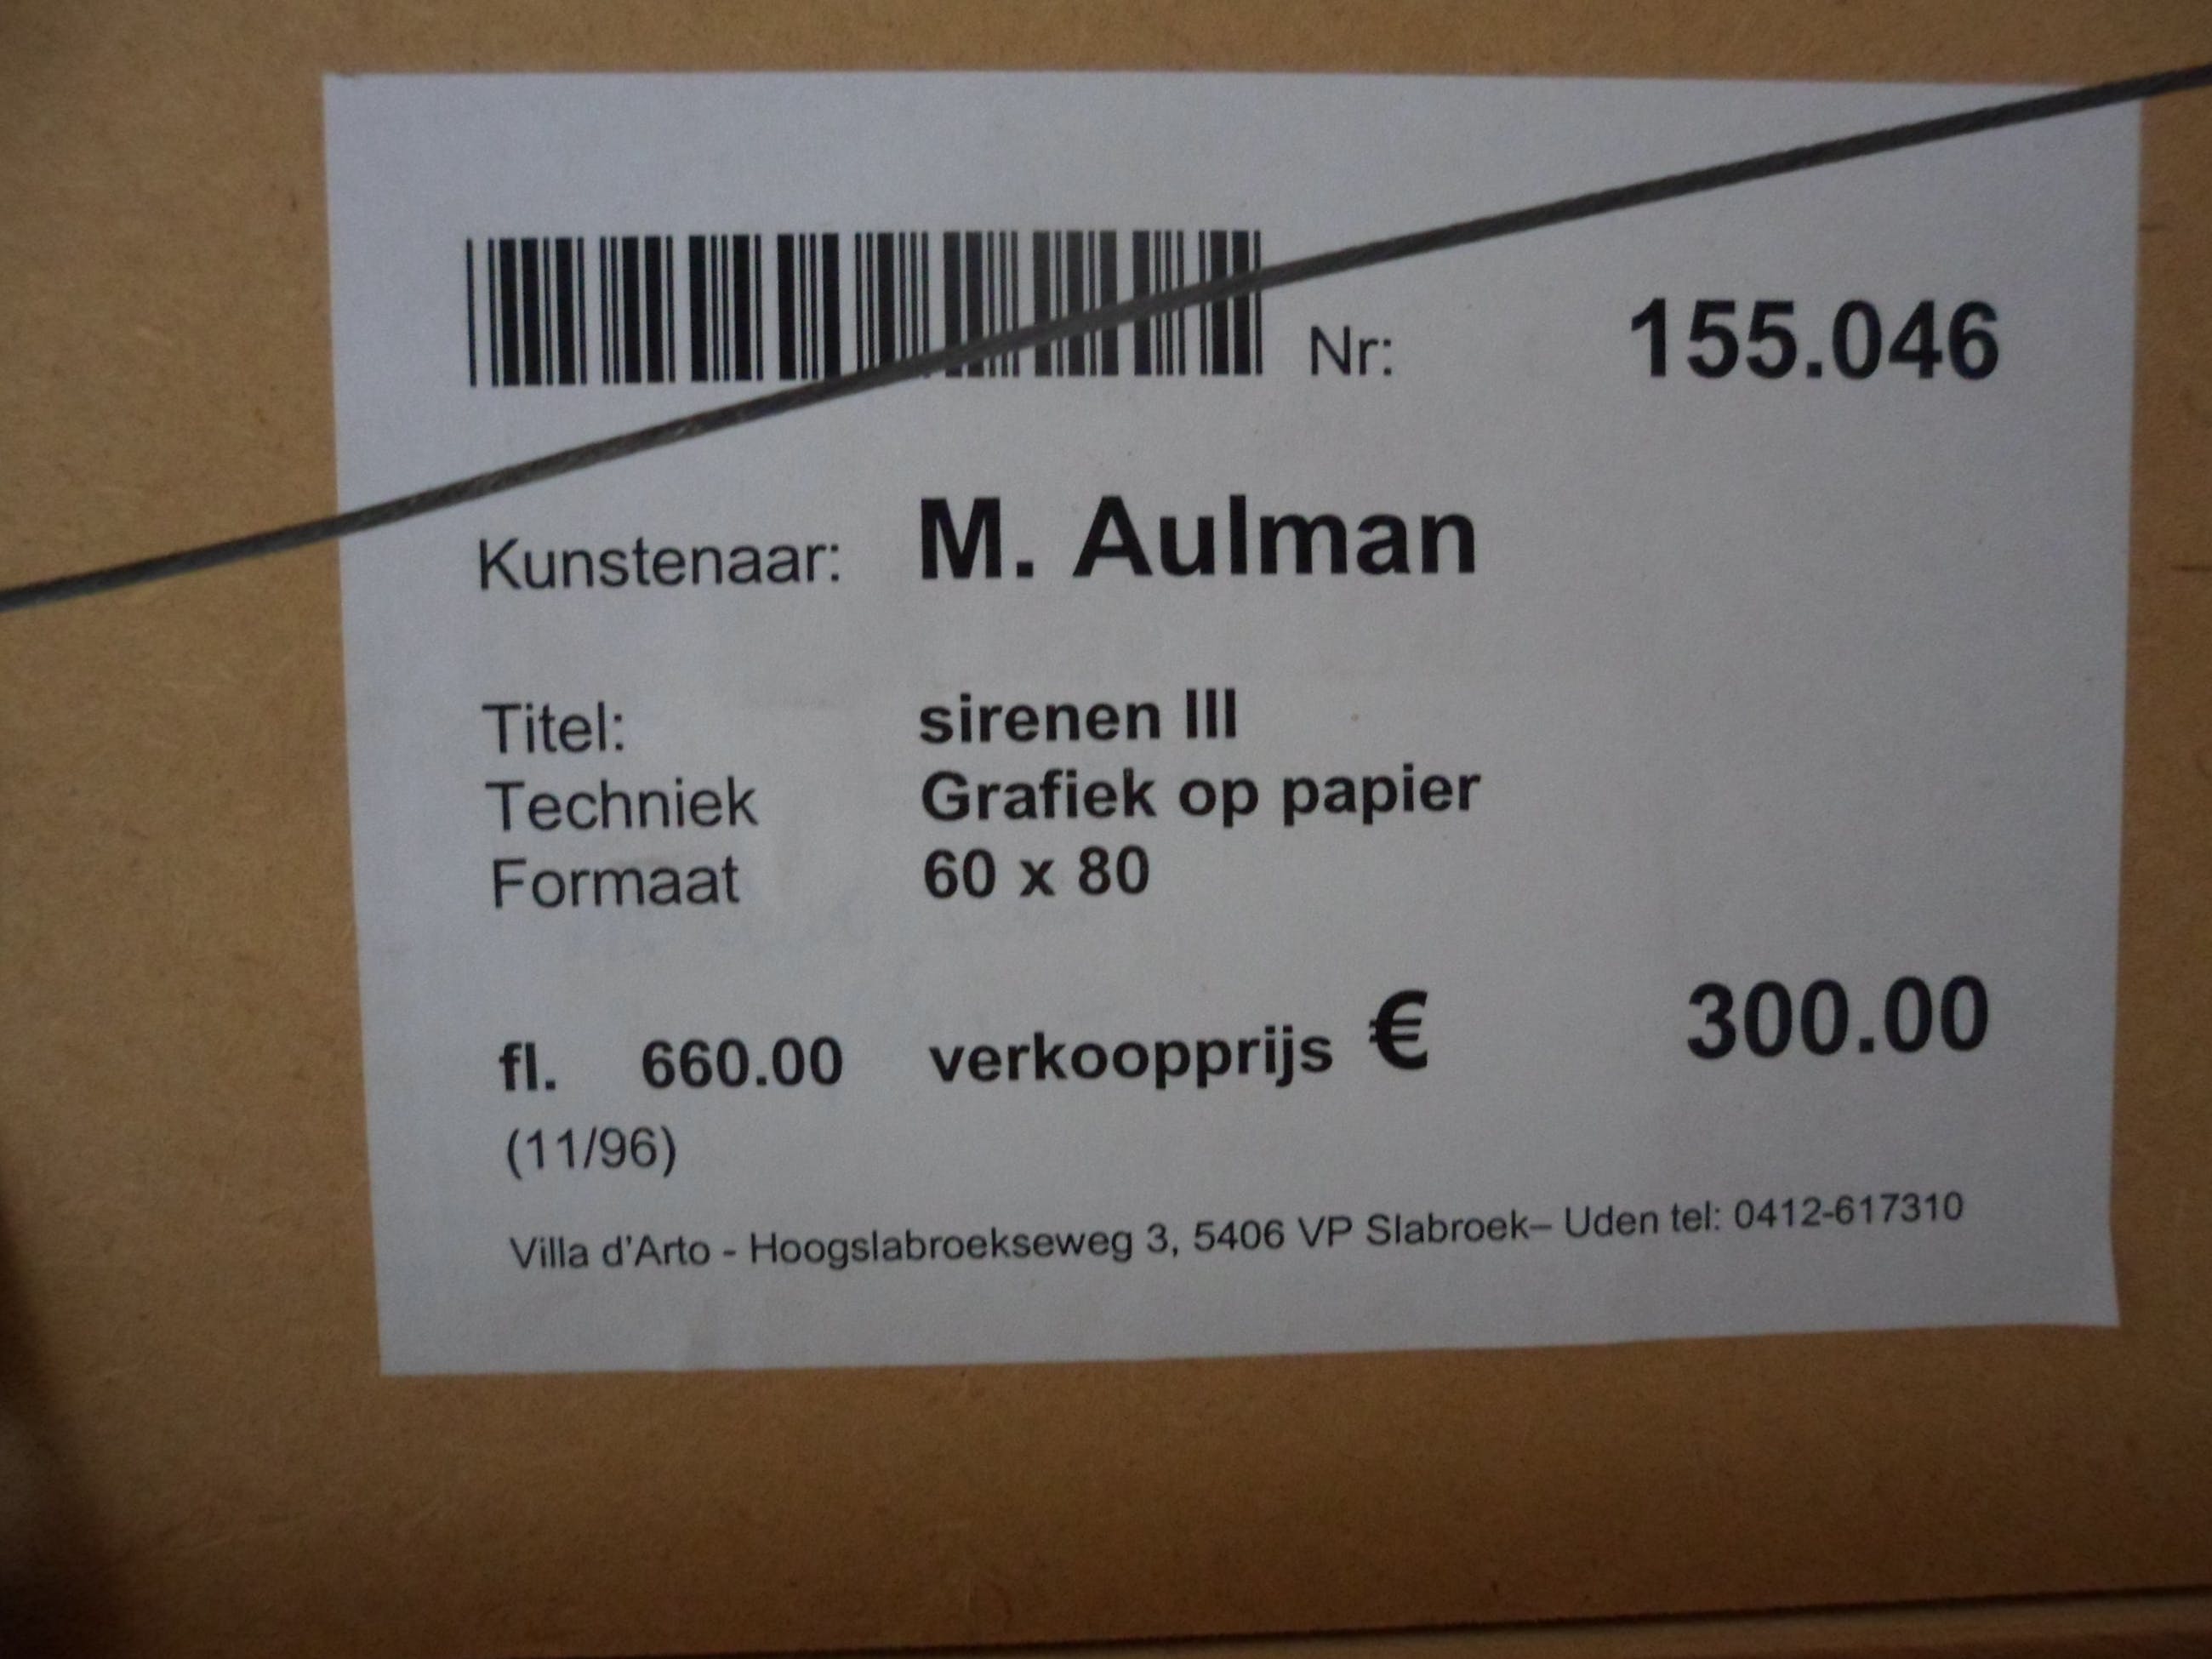 Nr: 155.046
Kunstenaar: M. Aulman
Titel: sirenen III
Techniek Grafiek op papier
Formaat 60 x 80
fl. 660.00 verkoopprijs € 300.00
(11/96)
Villa d'Arto - Hoogslabroekseweg 3, 5406 VP Slabroek– Uden tel: 0412-617310